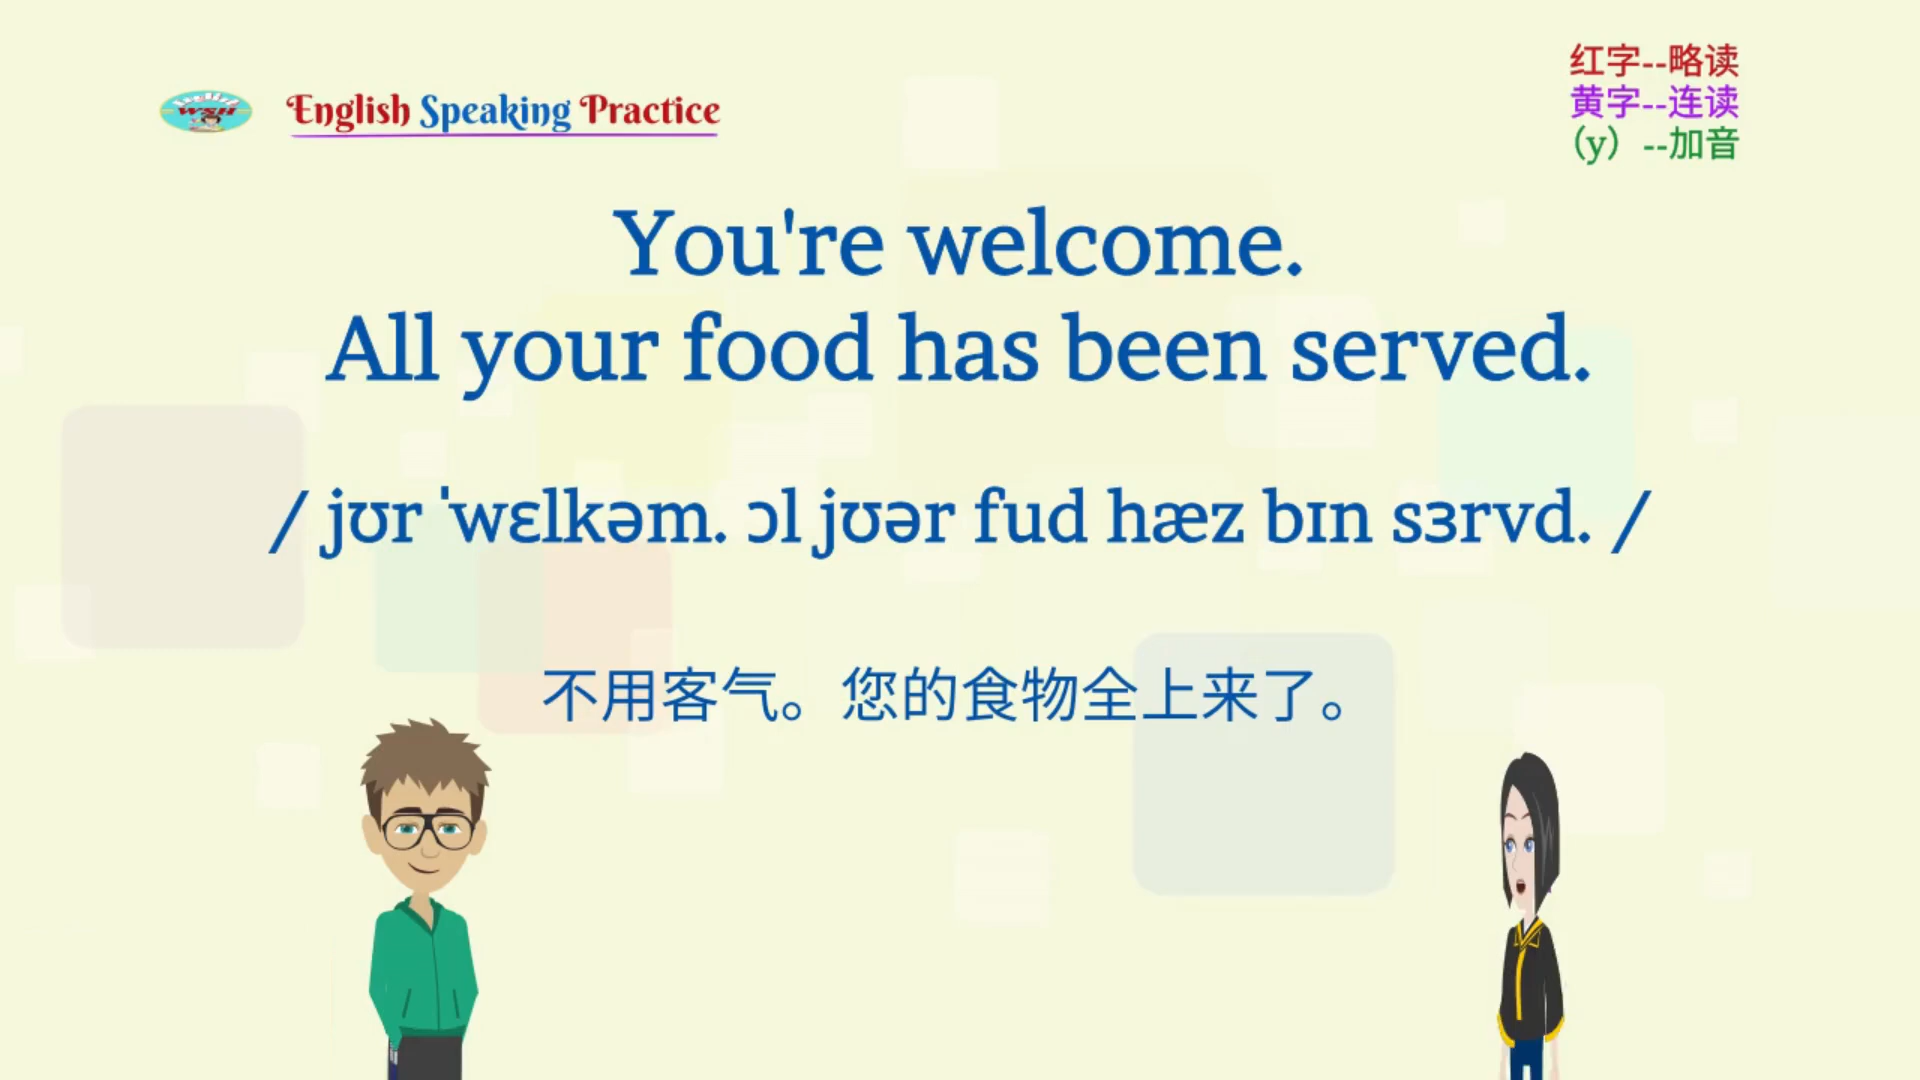 English Speaking Practice
红字--略读
黄字--连读
（y）--加音
You're welcome.
All your food has been served.
/ jʊr ˈwɛlkəm. ɔl jʊər fud hæz bɪn sɜrvd. /
不用客气。您的食物全上来了。